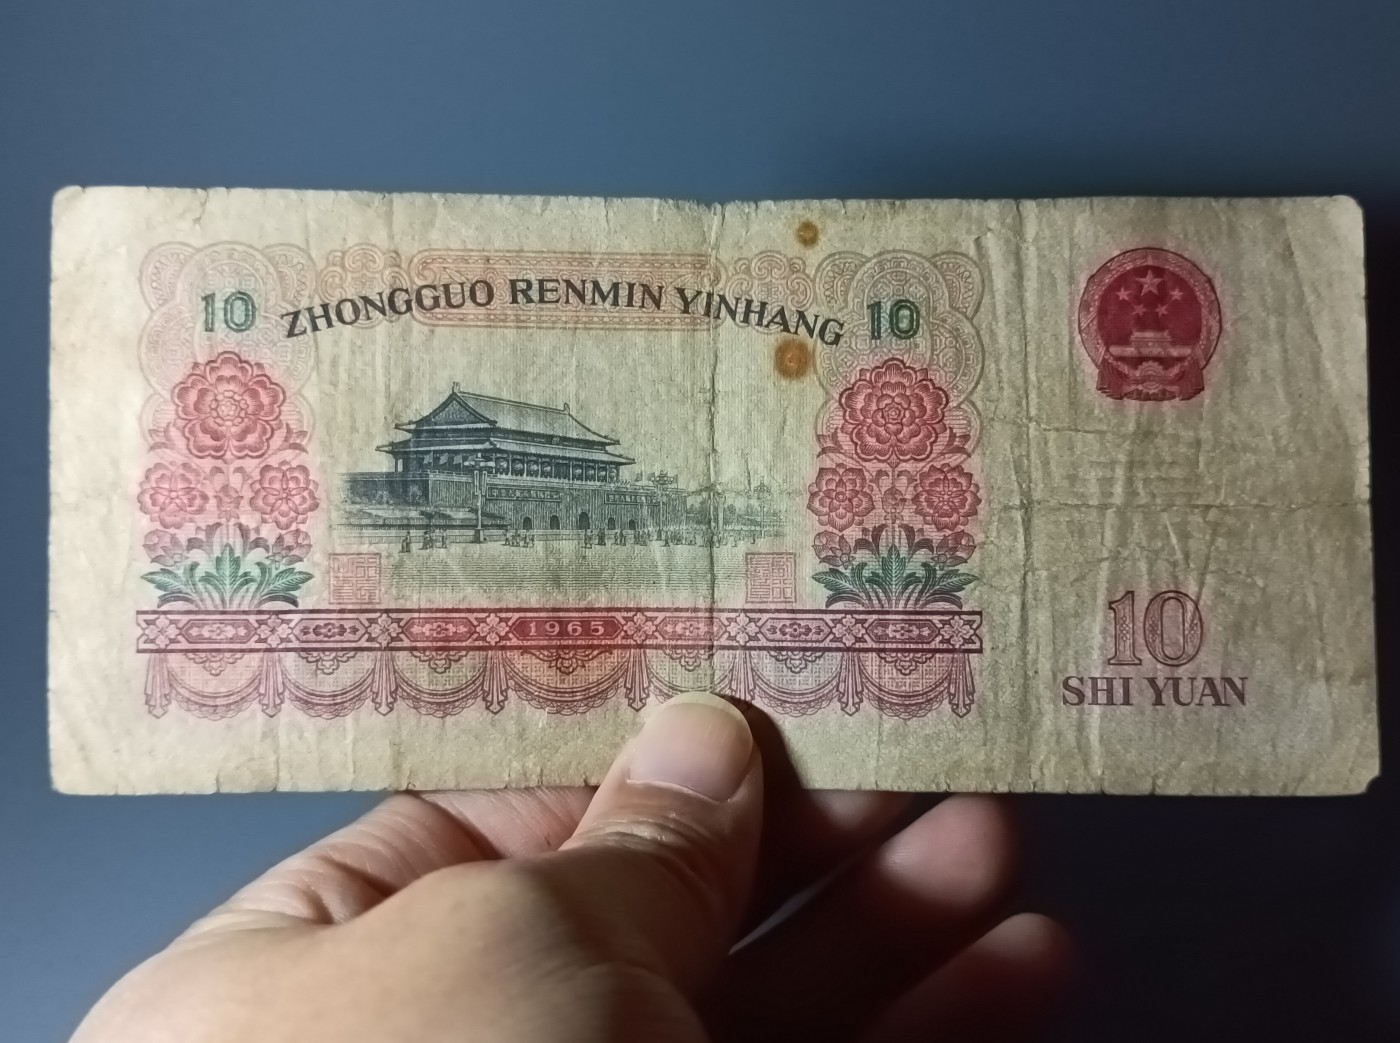 10 ZHONGGUO RENMIN YINHANG 10
1965
10
SHI YUAN